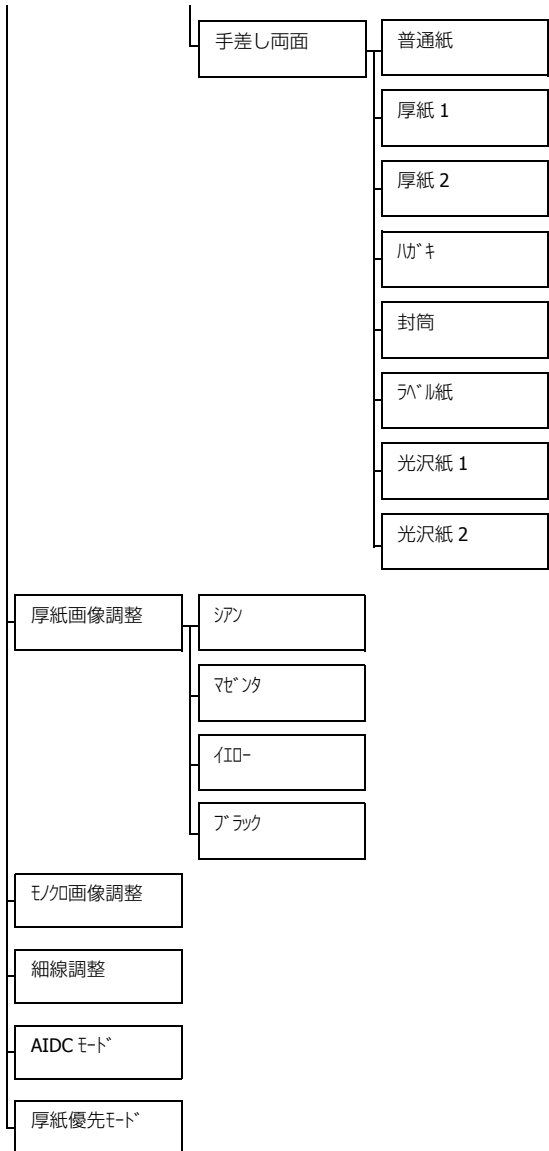 手差し両面
普通紙
厚紙 1
厚紙 2
ﾊｶﾞｷ
封筒
ﾗﾍﾞﾙ紙
光沢紙 1
光沢紙 2
厚紙画像調整
ｼｱﾝ
ﾏｾﾞﾝﾀ
ｲｴﾛｰ
ﾌﾞﾗｯｸ
ﾓﾉｸﾛ画像調整
細線調整
AIDC ﾓｰﾄﾞ
厚紙優先ﾓｰﾄﾞ